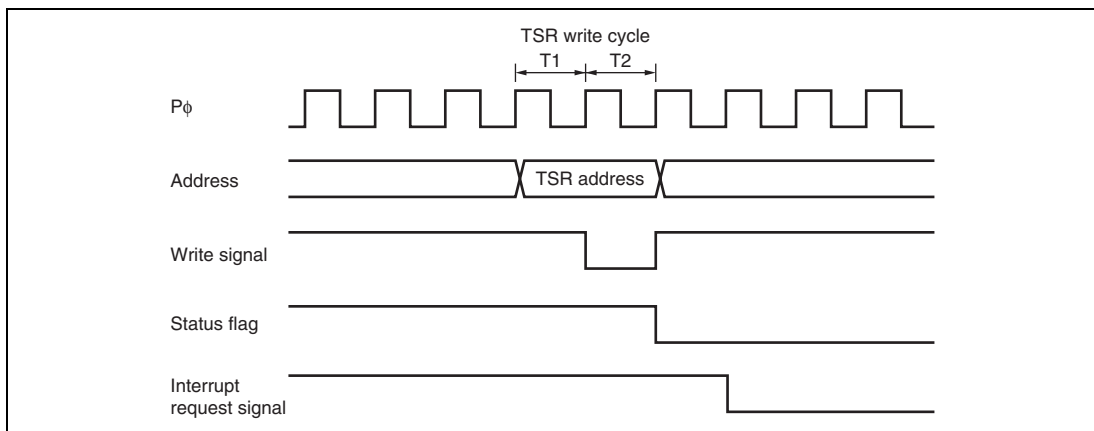 TSR write cycle
T1 T2
Pϕ
Address
TSR address
Write signal
Status flag
Interrupt
request signal